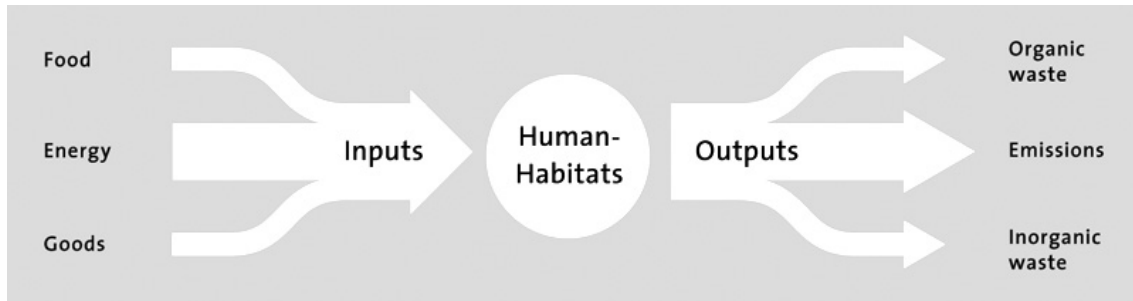 Food
Energy
Goods
Inputs
Human-
Habitats
Outputs
Organic
waste
Emissions
Inorganic
waste